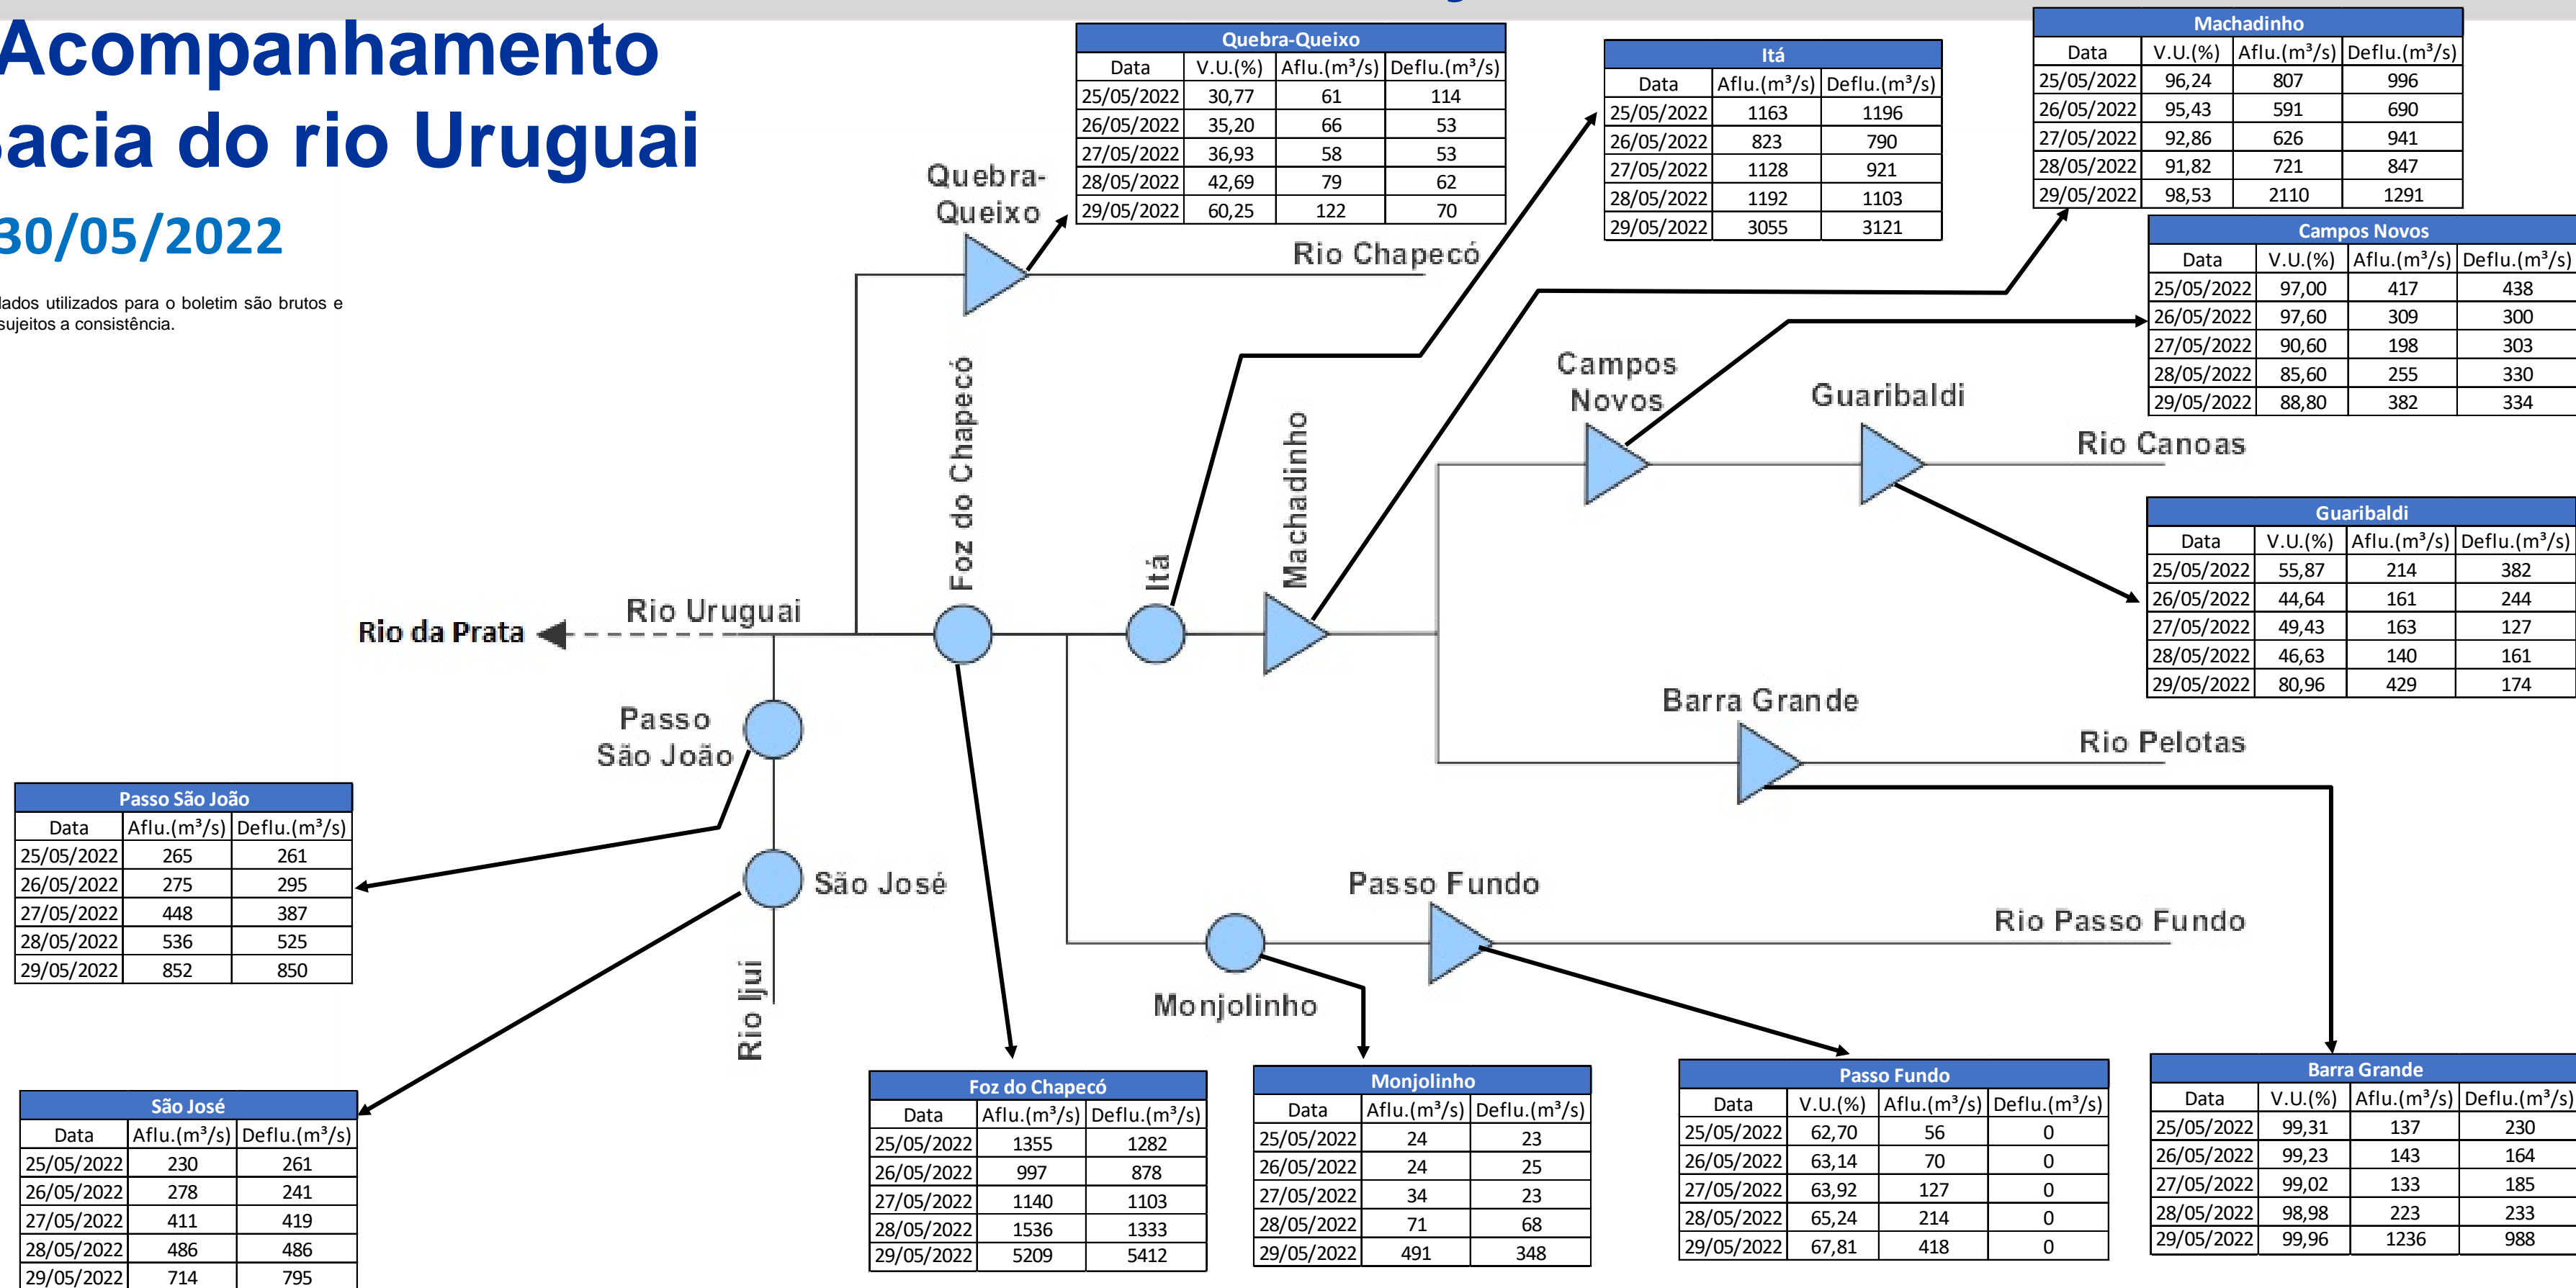 Acompanhamento
acia do rio Uruguai
30/05/2022
dados utilizados para o boletim são brutos e
sujeitos a consistência.
Quebra-Queixo
Data V.U.(%) Aflu.(m³/s) Deflu.(m³/s)
25/05/2022 30,77 61 114
26/05/2022 35,20 66 53
27/05/2022 36,93 58 53
28/05/2022 42,69 79 62
29/05/2022 60,25 122 70
Itá
Data Aflu.(m³/s) Deflu.(m³/s)
25/05/2022 1163 1196
26/05/2022 823 790
27/05/2022 1128 921
28/05/2022 1192 1103
29/05/2022 3055 3121
Machadinho
Data V.U.(%) Aflu.(m³/s) Deflu.(m³/s)
25/05/2022 96,24 807 996
26/05/2022 95,43 591 690
27/05/2022 92,86 626 941
28/05/2022 91,82 721 847
29/05/2022 98,53 2110 1291
Campos Novos
Data V.U.(%) Aflu.(m³/s) Deflu.(m³/s)
25/05/2022 97,00 417 438
26/05/2022 97,60 309 300
27/05/2022 90,60 198 303
28/05/2022 85,60 255 330
29/05/2022 88,80 382 334
Quebra-
Queixo
Rio Chapecó
Foz do Chapecó
Itá
Machadinho
Campos
Novos
Guaribaldi
Rio Canoas
Guaribaldi
Data V.U.(%) Aflu.(m³/s) Deflu.(m³/s)
25/05/2022 55,87 214 382
26/05/2022 44,64 161 244
27/05/2022 49,43 163 127
28/05/2022 46,63 140 161
29/05/2022 80,96 429 174
Rio Uruguai
Rio da Prata
Barra Grande
Rio Pelotas
Passo
São João
São José
Rio Ijuí
Passo Fundo
Rio Passo Fundo
Monjolinho
Passo São João
Data Aflu.(m³/s) Deflu.(m³/s)
25/05/2022 265 261
26/05/2022 275 295
27/05/2022 448 387
28/05/2022 536 525
29/05/2022 852 850
São José
Data Aflu.(m³/s) Deflu.(m³/s)
25/05/2022 230 261
26/05/2022 278 241
27/05/2022 411 419
28/05/2022 486 486
29/05/2022 714 795
Foz do Chapecó
Data Aflu.(m³/s) Deflu.(m³/s)
25/05/2022 1355 1282
26/05/2022 997 878
27/05/2022 1140 1103
28/05/2022 1536 1333
29/05/2022 5209 5412
Monjolinho
Data Aflu.(m³/s) Deflu.(m³/s)
25/05/2022 24 23
26/05/2022 24 25
27/05/2022 34 23
28/05/2022 71 68
29/05/2022 491 348
Passo Fundo
Data V.U.(%) Aflu.(m³/s) Deflu.(m³/s)
25/05/2022 62,70 56 0
26/05/2022 63,14 70 0
27/05/2022 63,92 127 0
28/05/2022 65,24 214 0
29/05/2022 67,81 418 0
Barra Grande
Data V.U.(%) Aflu.(m³/s) Deflu.(m³/s)
25/05/2022 99,31 137 230
26/05/2022 99,23 143 164
27/05/2022 99,02 133 185
28/05/2022 98,98 223 233
29/05/2022 99,96 1236 988